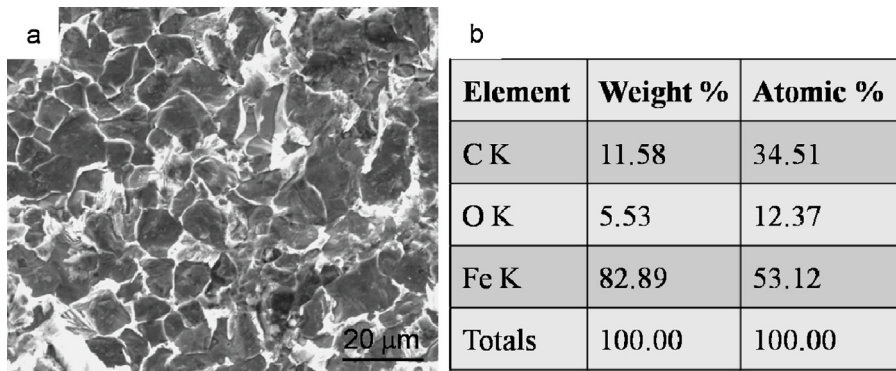 a
20 μm
b
Element Weight % Atomic %
C K 11.58 34.51
O K 5.53 12.37
Fe K 82.89 53.12
Totals 100.00 100.00